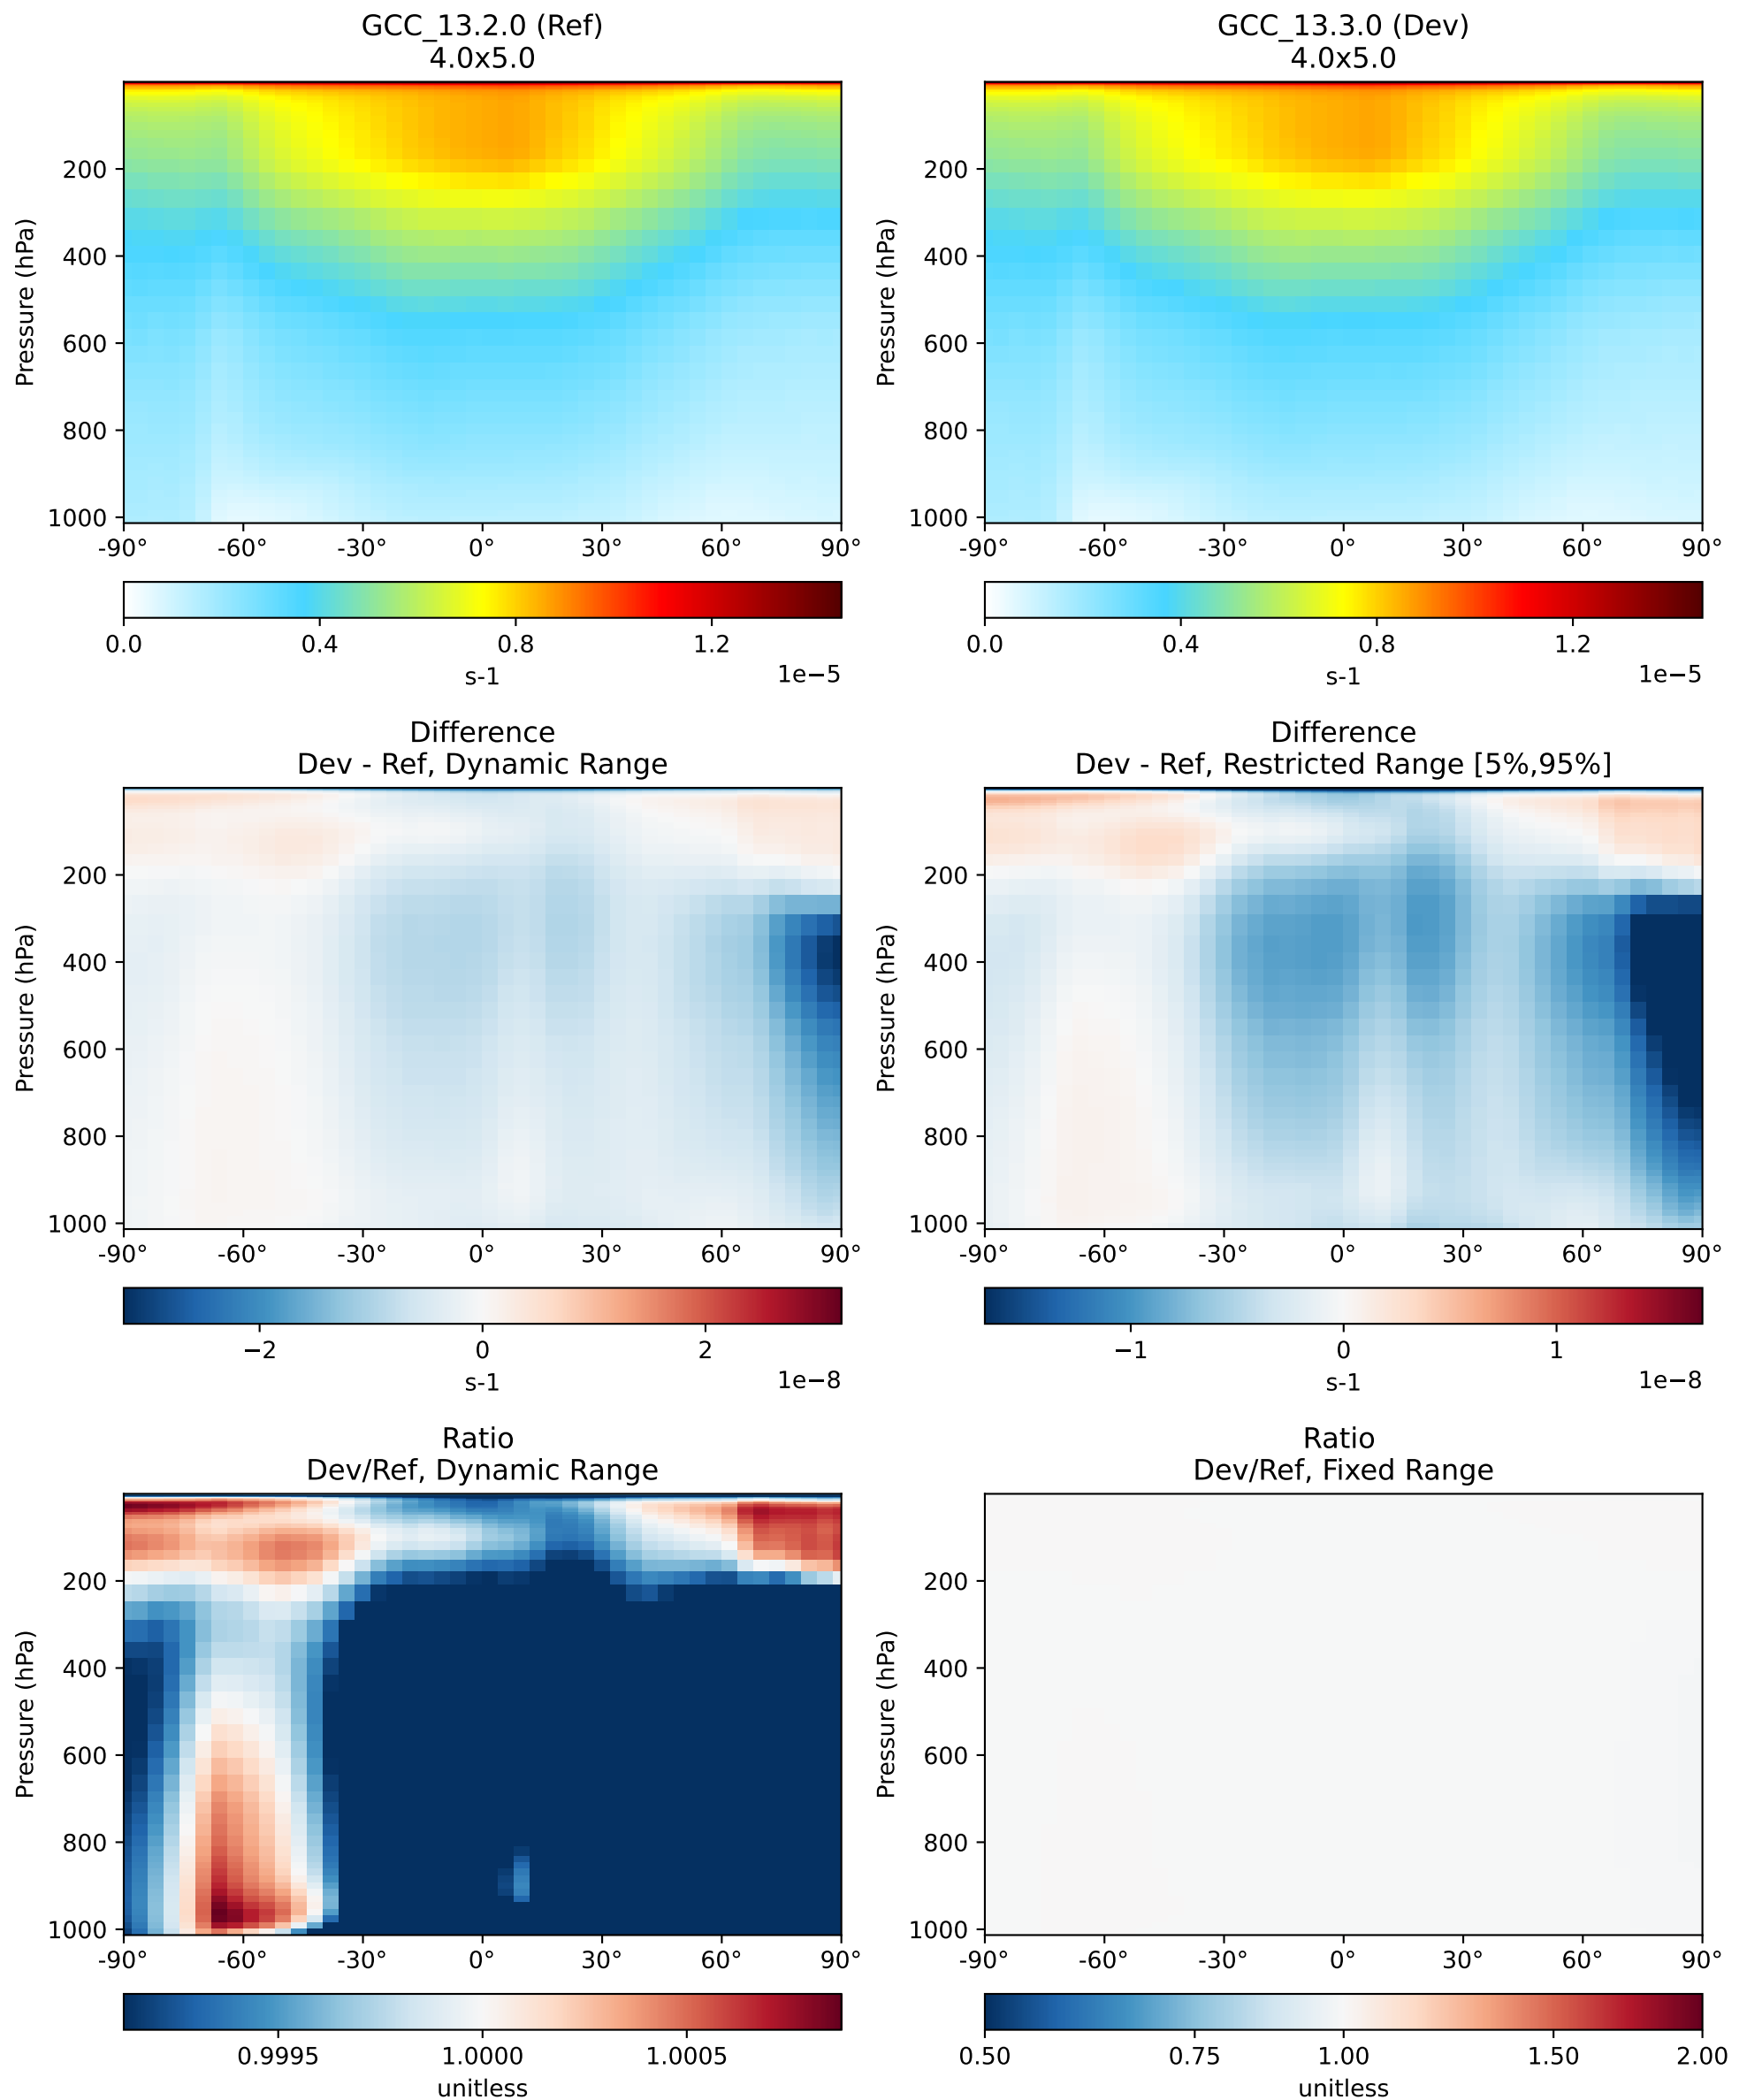 GCC_13.2.0 (Ref)
4.0x5.0
Pressure (hPa)
200
400
600
800
1000
-90° -60° -30° 0° 30° 60° 90°
0.0 0.4 0.8 1.2
s-1
1e−5
GCC_13.3.0 (Dev)
4.0x5.0
Pressure (hPa)
200
400
600
800
1000
-90° -60° -30° 0° 30° 60° 90°
0.0 0.4 0.8 1.2
s-1
1e−5
Difference
Dev - Ref, Dynamic Range
Pressure (hPa)
200
400
600
800
1000
-90° -60° -30° 0° 30° 60° 90°
−2 0 2
s-1
1e−8
Difference
Dev - Ref, Restricted Range [5%,95%]
Pressure (hPa)
200
400
600
800
1000
-90° -60° -30° 0° 30° 60° 90°
−1 0 1
s-1
1e−8
Ratio
Dev/Ref, Dynamic Range
Pressure (hPa)
200
400
600
800
1000
-90° -60° -30° 0° 30° 60° 90°
0.9995 1.0000 1.0005
unitless
Ratio
Dev/Ref, Fixed Range
Pressure (hPa)
200
400
600
800
1000
-90° -60° -30° 0° 30° 60° 90°
0.50 0.75 1.00 1.50 2.00
unitless